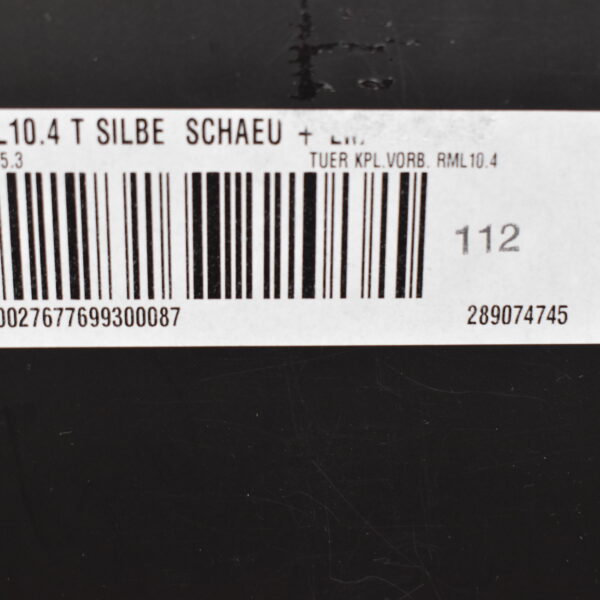 L10.4 T SILBE SCHAEU +
5.3 TUER KPL.VORB. RML10.4
112
0027677699300087 289074745